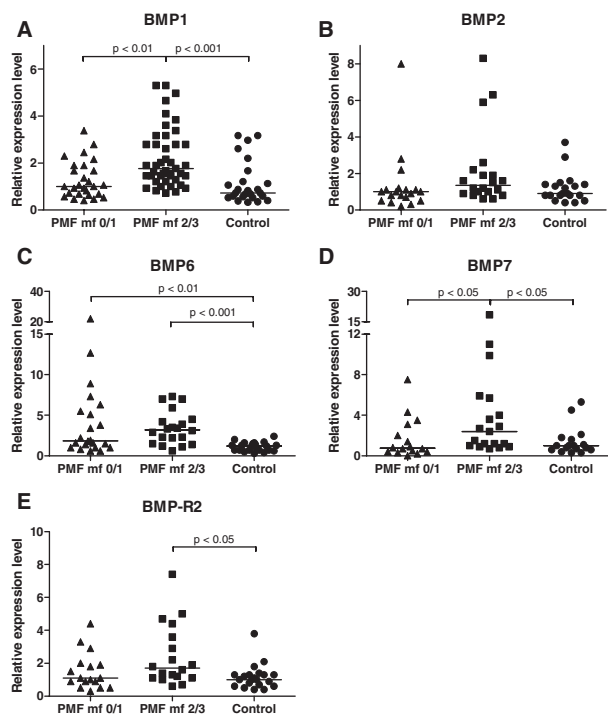 A
BMP1
p < 0.01
p < 0.001
Relative expression level
6
4
2
0
PMF mf 0/1
PMF mf 2/3
Control
B
BMP2
Relative expression level
8
6
4
2
0
PMF mf 0/1
PMF mf 2/3
Control
C
BMP6
p < 0.01
p < 0.001
Relative expression level
40
20
15
10
5
0
PMF mf 0/1
PMF mf 2/3
Control
D
BMP7
p < 0.05
p < 0.05
Relative expression level
30
15
12
8
4
0
PMF mf 0/1
PMF mf 2/3
Control
E
BMP-R2
p < 0.05
Relative expression level
10
8
6
4
2
0
PMF mf 0/1
PMF mf 2/3
Control